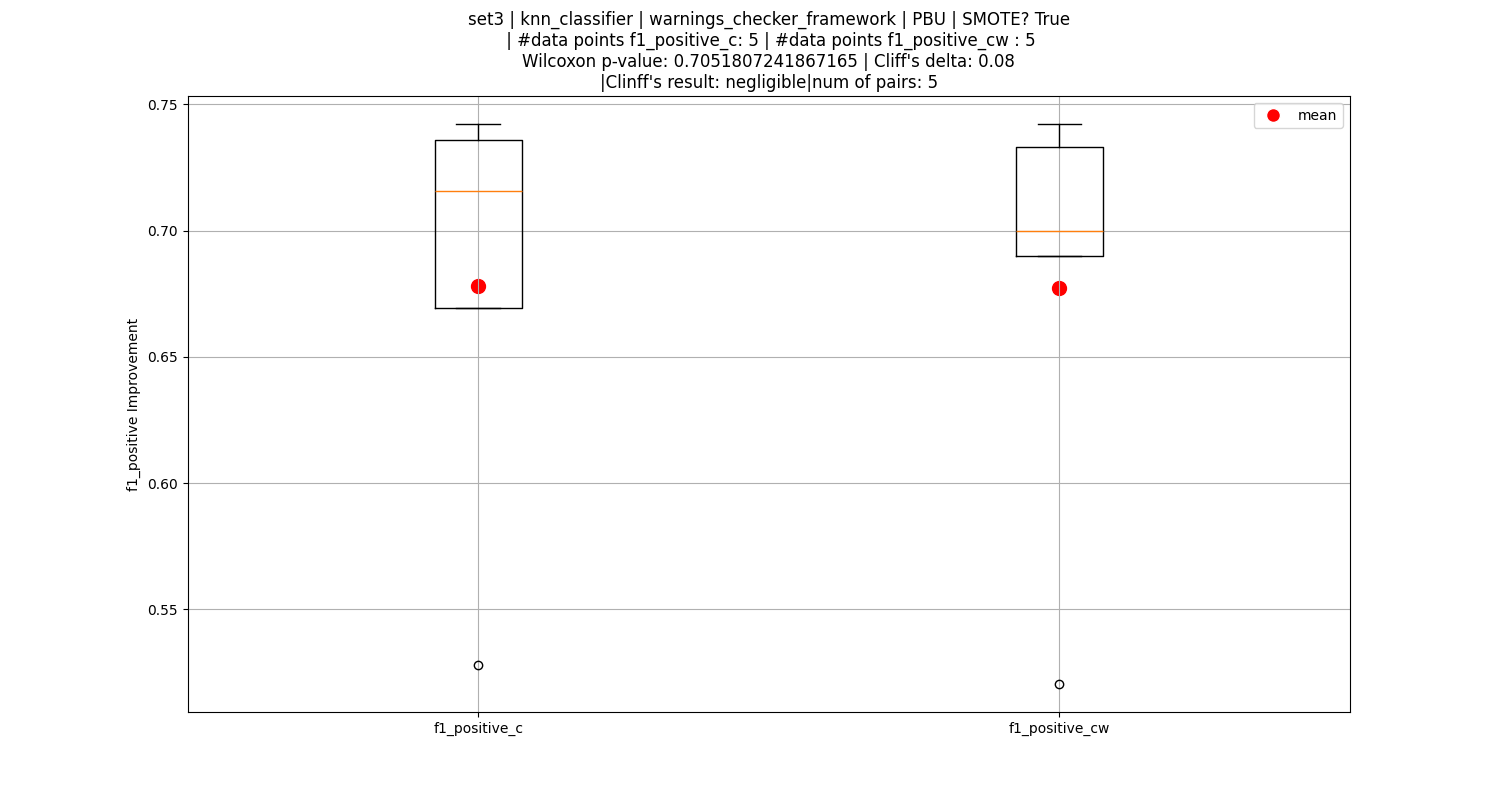 set3 | knn_classifier | warnings_checker_framework | PBU | SMOTE? True
| #data points f1_positive_c: 5 | #data points f1_positive_cw : 5
Wilcoxon p-value: 0.7051807241867165 | Cliff's delta: 0.08
|Clinff's result: negligible|num of pairs: 5
mean
0.75
0.70
0.65
0.60
0.55
f1_positive Improvement
f1_positive_c
f1_positive_cw